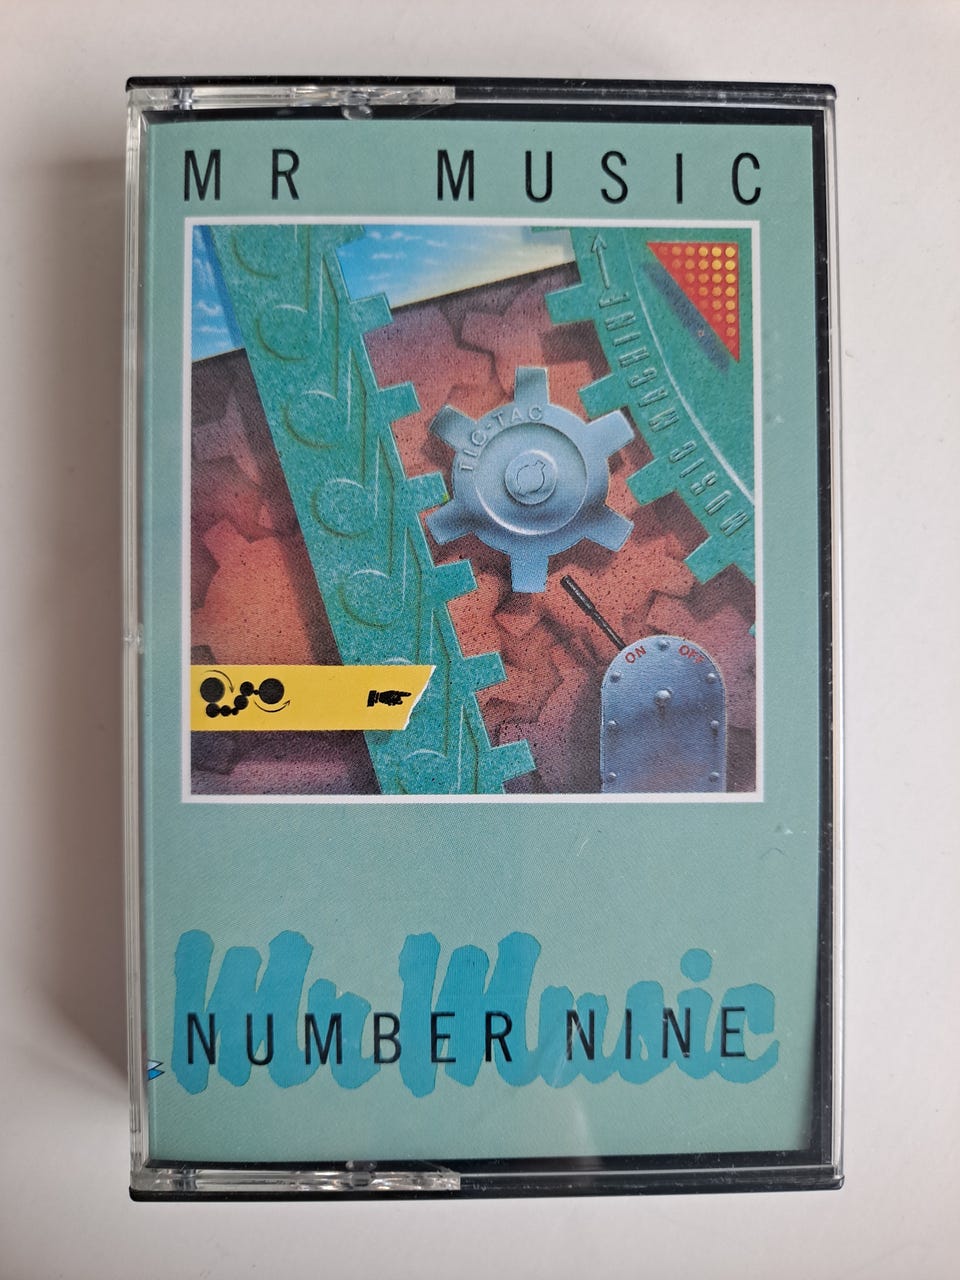 MR MUSIC
MUSIC MACHINE
TIC-TAC
ON OFF
Mr Music
NUMBER NINE